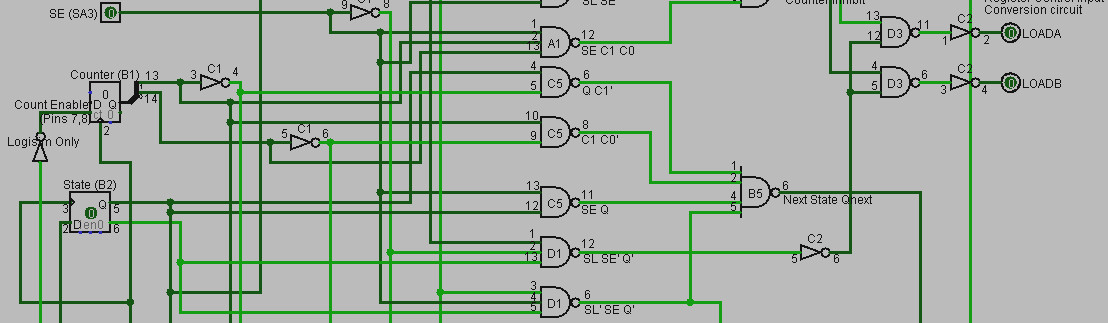 SE (SA3)
0
9
C1
8
SL SE
Counter Inhibit
Register Control Input
Conversion circuit
1
2
13
A1
12
SE C1 C0
13
12
D3
11
C2
1
2
LOADA
Counter (B1)
13
3
C1
4
4
5
C5
6
Q C1'
4
5
D3
6
C2
3
4
LOADB
0
14
Count Enable
D Q
(Pins 7,8)
2
10
9
C5
8
C1 C0'
5
C1
6
Logisim Only
State (B2)
3
Q
5
0
2
D
en0
6
13
12
C5
11
SE Q
1
2
4
5
B5
6
Next State Qnext
1
2
13
D1
12
SL SE' Q'
C2
5
6
3
4
5
D1
6
SL' SE Q'